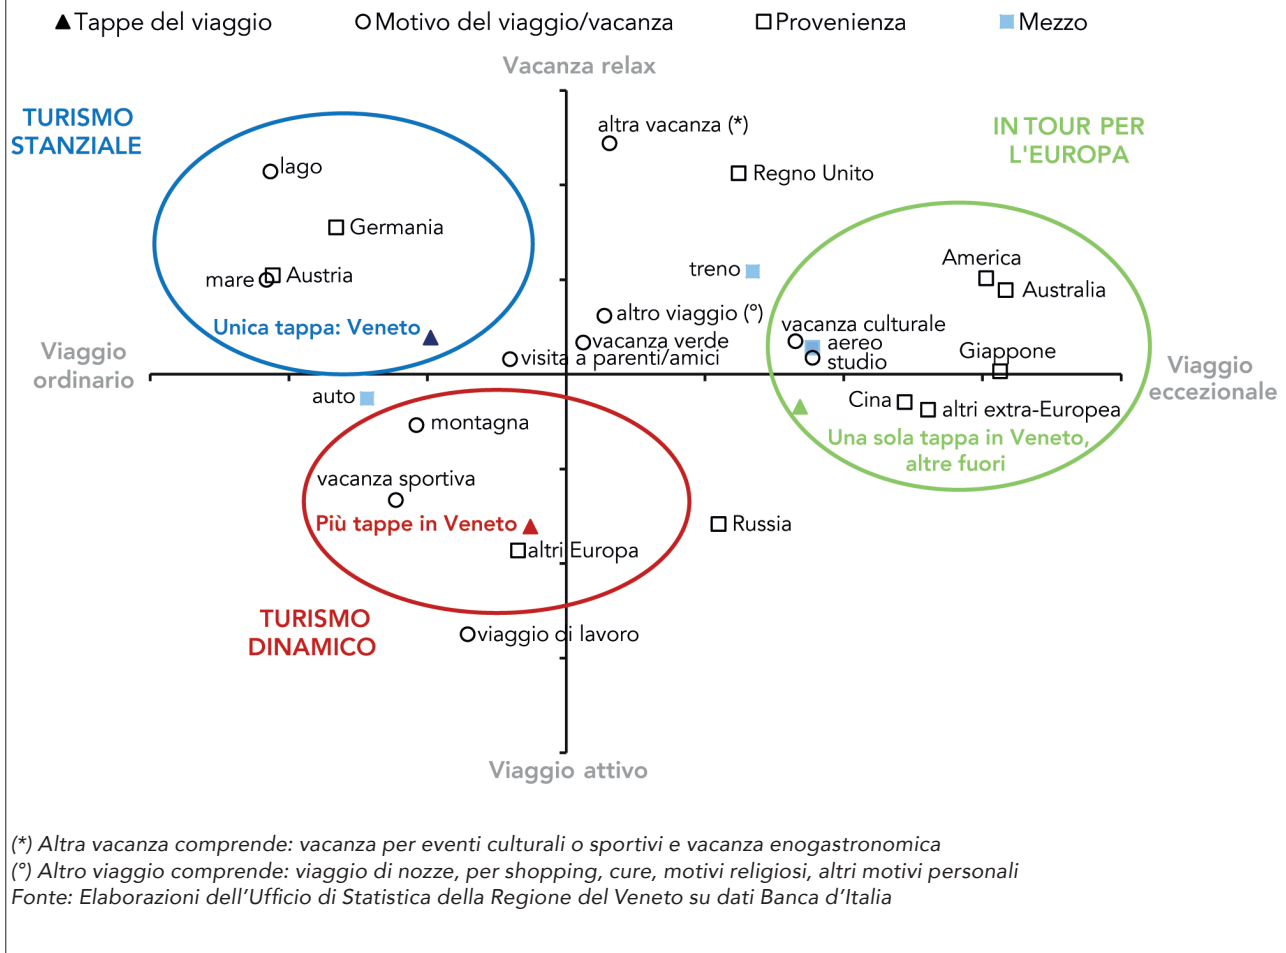 Tappe del viaggio
Motivo del viaggio/vacanza
Provenienza
Mezzo
Vacanza relax
TURISMO
STANZIALE
altra vacanza (*)
IN TOUR PER
L'EUROPA
lago
Regno Unito
Germania
America
treno
mare
Austria
Australia
altro viaggio (°)
Unica tappa: Veneto
vacanza culturale
vacanza verde
aereo
Viaggio
ordinario
visita a parenti/amici
studio
Giappone
Viaggio
eccezionale
auto
Cina
altri extra-Europea
montagna
Una sola tappa in Veneto,
altre fuori
vacanza sportiva
Più tappe in Veneto
Russia
altri Europa
TURISMO
DINAMICO
viaggio di lavoro
Viaggio attivo
(*) Altra vacanza comprende: vacanza per eventi culturali o sportivi e vacanza enogastronomica
(°) Altro viaggio comprende: viaggio di nozze, per shopping, cure, motivi religiosi, altri motivi personali
Fonte: Elaborazioni dell’Ufficio di Statistica della Regione del Veneto su dati Banca d’Italia